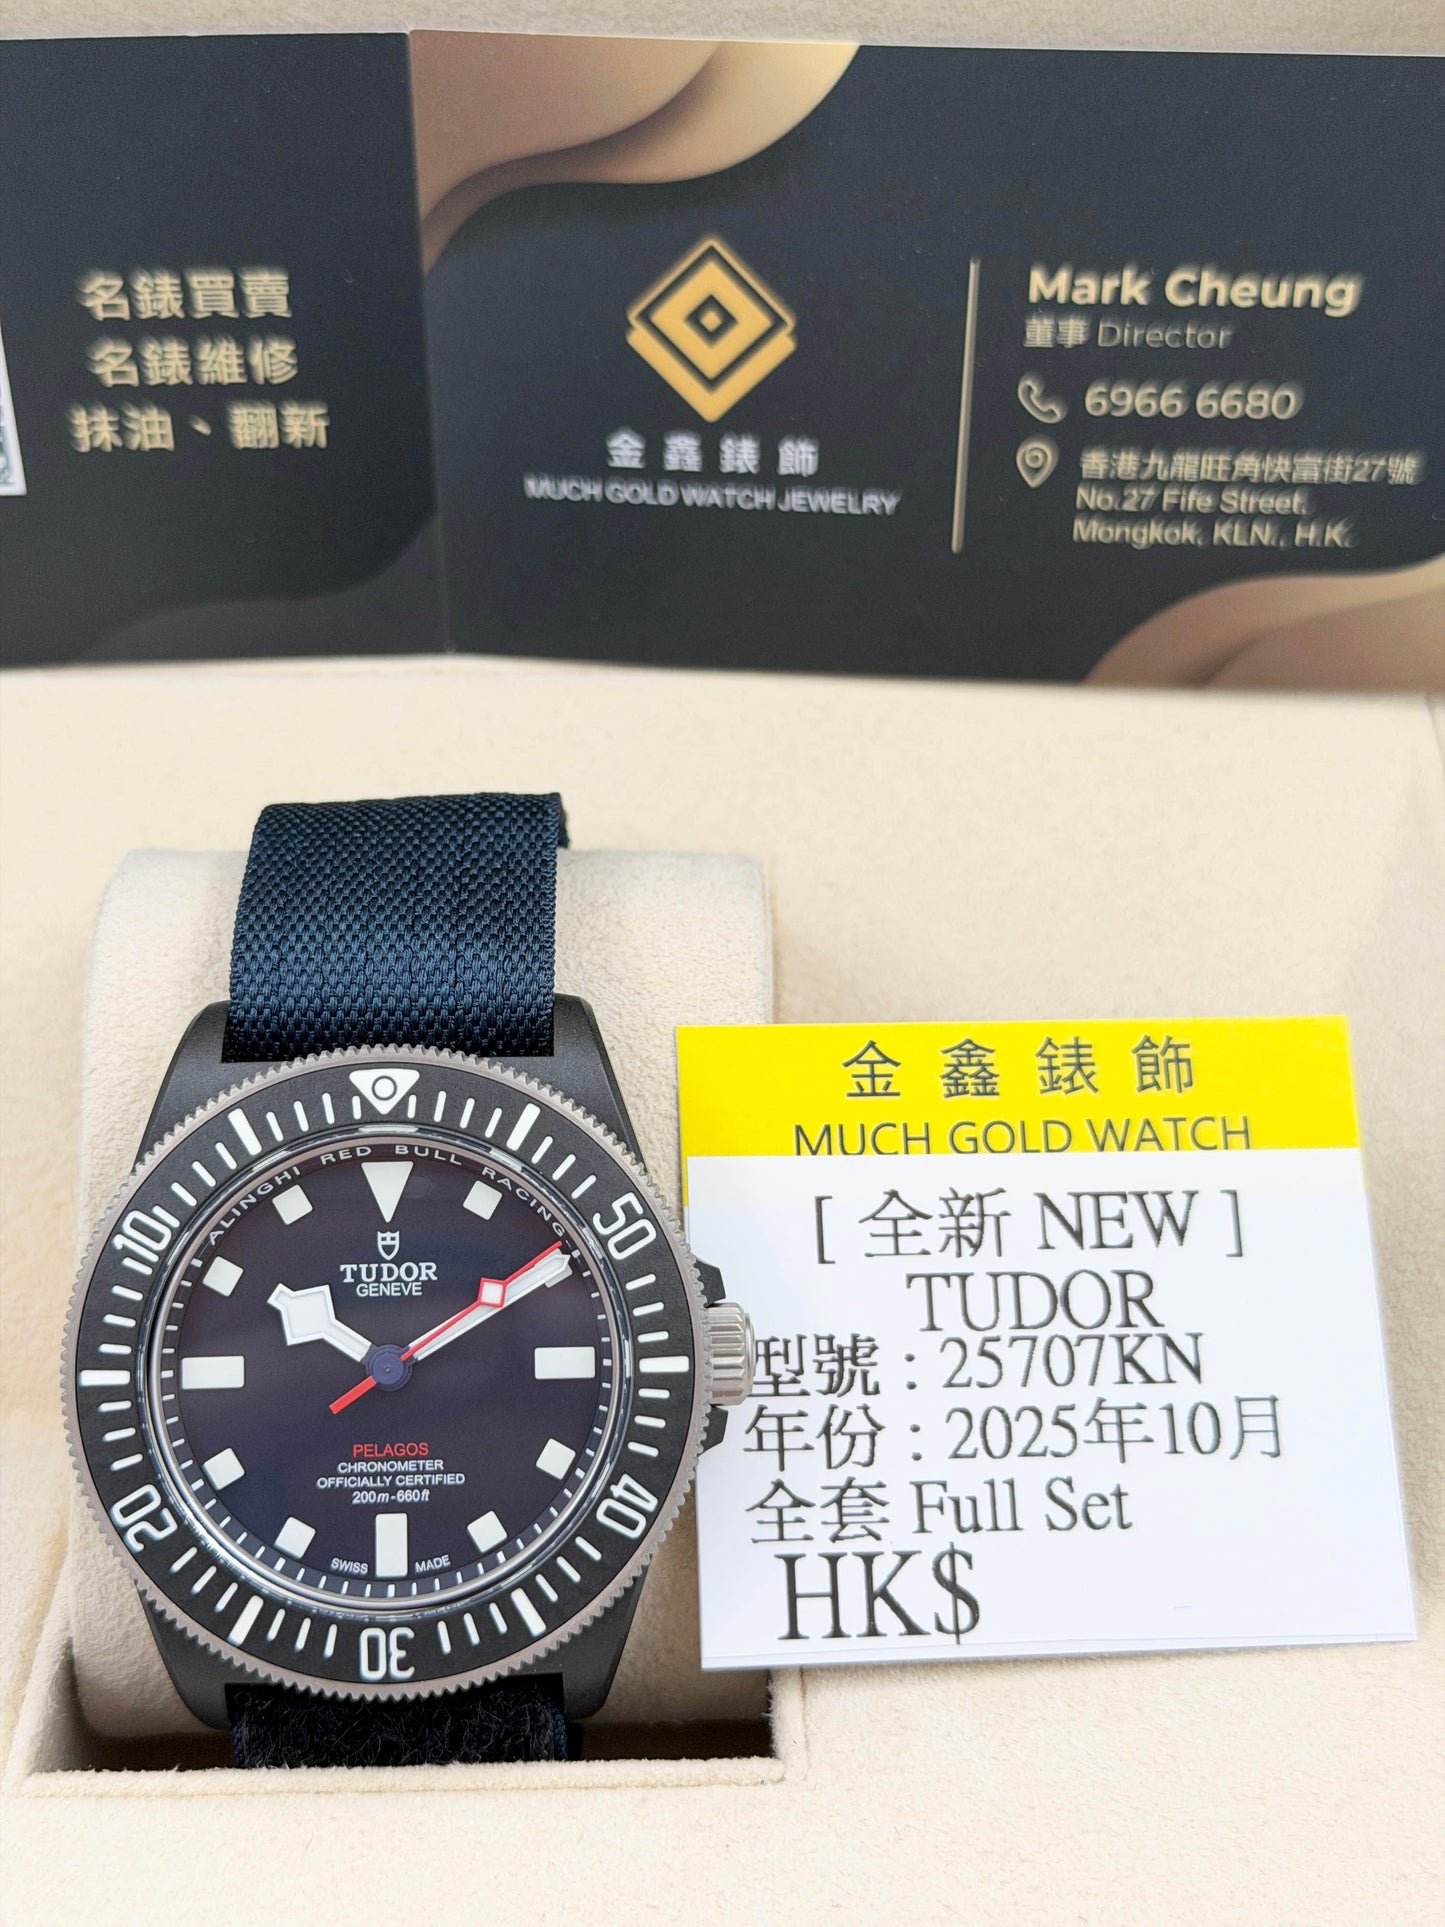 名錶買賣
名錶維修
抹油、翻新
金鑫錶飾
MUCH GOLD WATCH JEWELRY
Mark Cheung
董事 Director
6966 6680
香港九龍旺角快富街27號
No.27 Fife Street,
Mongkok, KLN., H.K.
金鑫錶飾
MUCH GOLD WATCH
[ 全新 NEW ]
TUDOR
型號 : 25707KN
年份 : 2025年10月
全套 Full Set
HK$
ALINGHI RED BULL RACING
TUDOR
GENEVE
PELAGOS
CHRONOMETER
OFFICIALLY CERTIFIED
200m-660ft
SWISS MADE
50
40
30
20
10